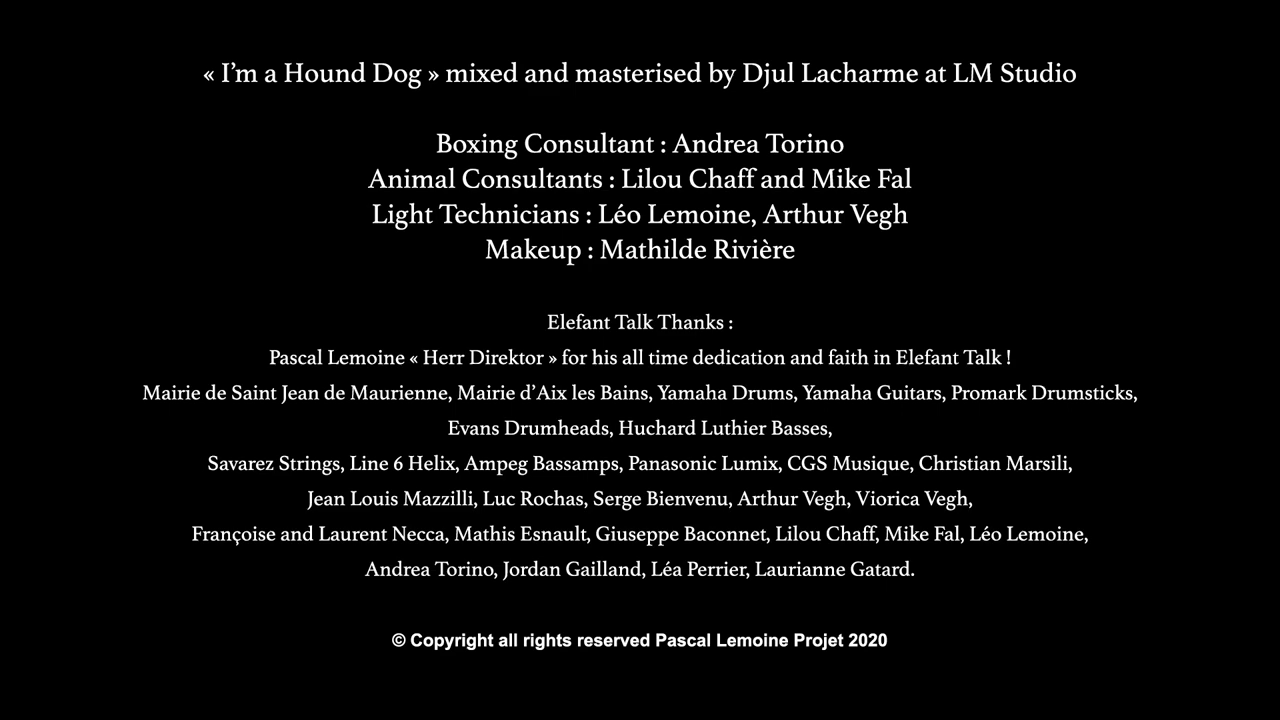 « I’m a Hound Dog » mixed and masterised by Djul Lacharme at LM Studio
Boxing Consultant : Andrea Torino
Animal Consultants : Lilou Chaff and Mike Fal
Light Technicians : Léo Lemoine, Arthur Vegh
Makeup : Mathilde Rivière
Elefant Talk Thanks :
Pascal Lemoine « Herr Direktor » for his all time dedication and faith in Elefant Talk !
Mairie de Saint Jean de Maurienne, Mairie d’Aix les Bains, Yamaha Drums, Yamaha Guitars, Promark Drumsticks,
Evans Drumheads, Huchard Luthier Basses,
Savarez Strings, Line 6 Helix, Ampeg Bassamps, Panasonic Lumix, CGS Musique, Christian Marsili,
Jean Louis Mazzilli, Luc Rochas, Serge Bienvenu, Arthur Vegh, Viorica Vegh,
Françoise and Laurent Necca, Mathis Esnault, Giuseppe Baconnet, Lilou Chaff, Mike Fal, Léo Lemoine,
Andrea Torino, Jordan Gailland, Léa Perrier, Laurianne Gatard.
© Copyright all rights reserved Pascal Lemoine Projet 2020